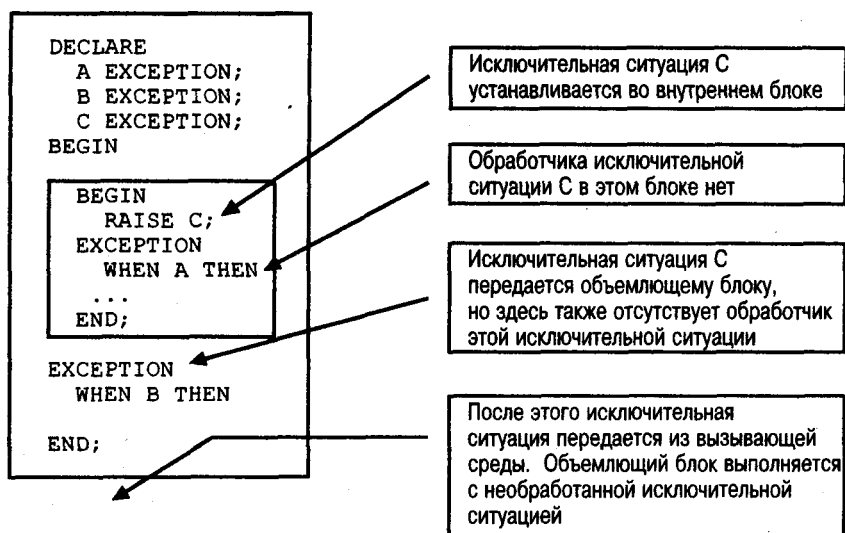 DECLARE
A EXCEPTION;
B EXCEPTION;
C EXCEPTION;
BEGIN
BEGIN
RAISE C;
EXCEPTION
WHEN A THEN
...
END;
EXCEPTION
WHEN B THEN
END;
Исключительная ситуация С
устанавливается во внутреннем блоке
Обработчика исключительной
ситуации С в этом блоке нет
Исключительная ситуация С
передается объемлющему блоку,
но здесь также отсутствует обработчик
этой исключительной ситуации
После этого исключительная
ситуация передается из вызывающей
среды. Объемлющий блок выполняется
с необработанной исключительной
ситуацией